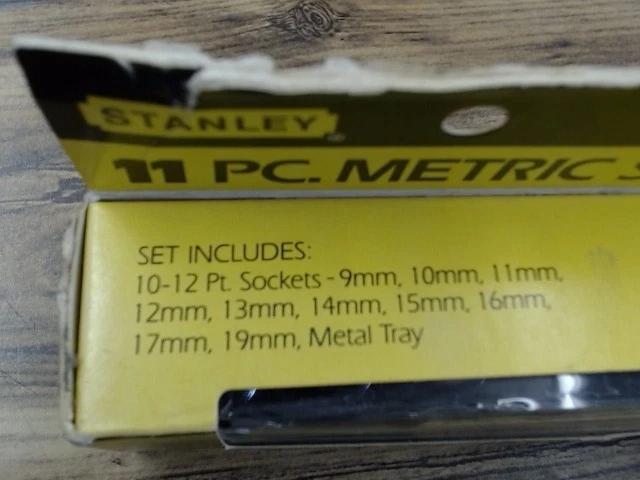 STANLEY
11 PC. METRIC S
SET INCLUDES:
10-12 Pt. Sockets - 9mm, 10mm, 11mm,
12mm, 13mm, 14mm, 15mm, 16mm,
17mm, 19mm, Metal Tray